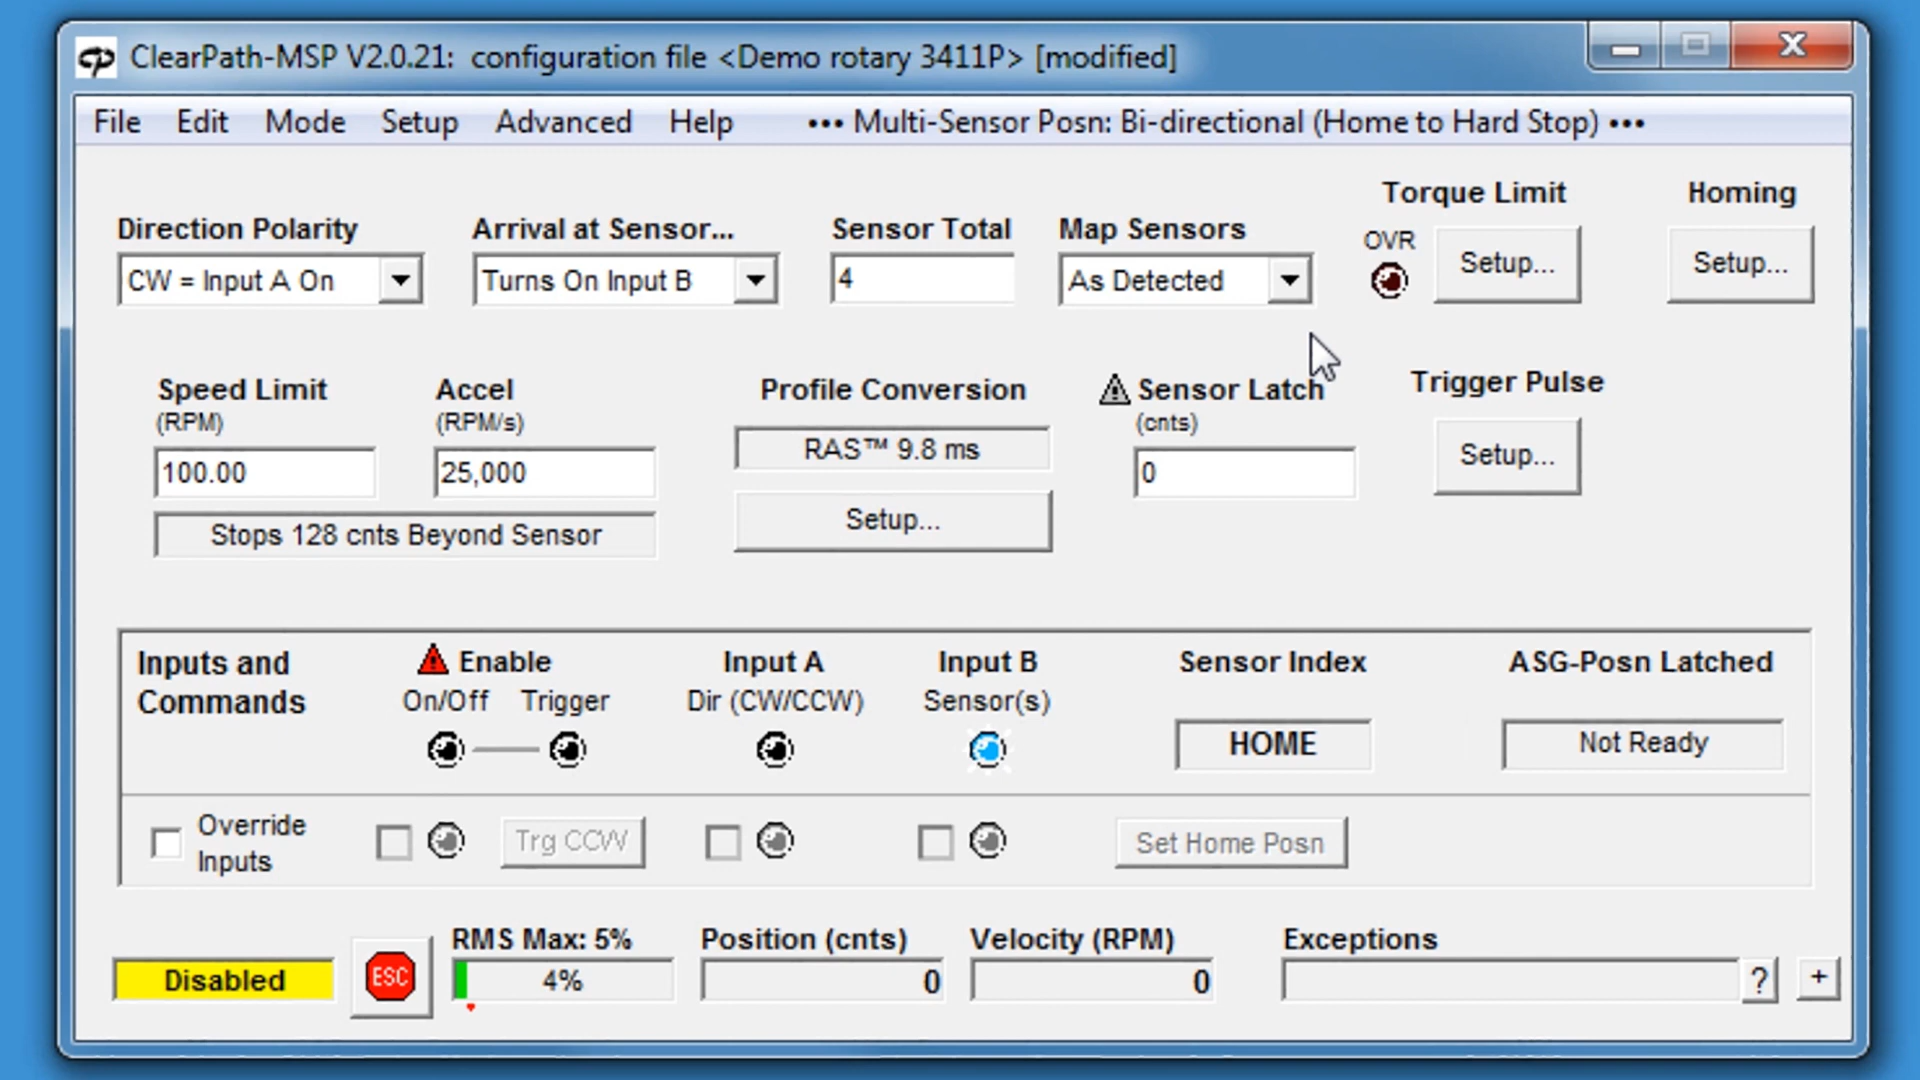 ClearPath-MSP V2.0.21: configuration file <Demo rotary 3411P> [modified]
File Edit Mode Setup Advanced Help ••• Multi-Sensor Posn: Bi-directional (Home to Hard Stop) •••
Torque Limit Homing
Direction Polarity Arrival at Sensor... Sensor Total Map Sensors OVR
CW = Input A On Turns On Input B 4 As Detected Setup... Setup...
Speed Limit Accel Profile Conversion Sensor Latch Trigger Pulse
(RPM) (RPM/s) (cnts)
100.00 25,000 RAS™ 9.8 ms 0 Setup...
Stops 128 cnts Beyond Sensor Setup...
Inputs and Enable Input A Input B Sensor Index ASG-Posn Latched
Commands On/Off Trigger Dir (CW/CCW) Sensor(s)
HOME Not Ready
Override
Inputs Trg CCW Set Home Posn
RMS Max: 5% Position (cnts) Velocity (RPM) Exceptions
Disabled ESC 4% 0 0 ? +